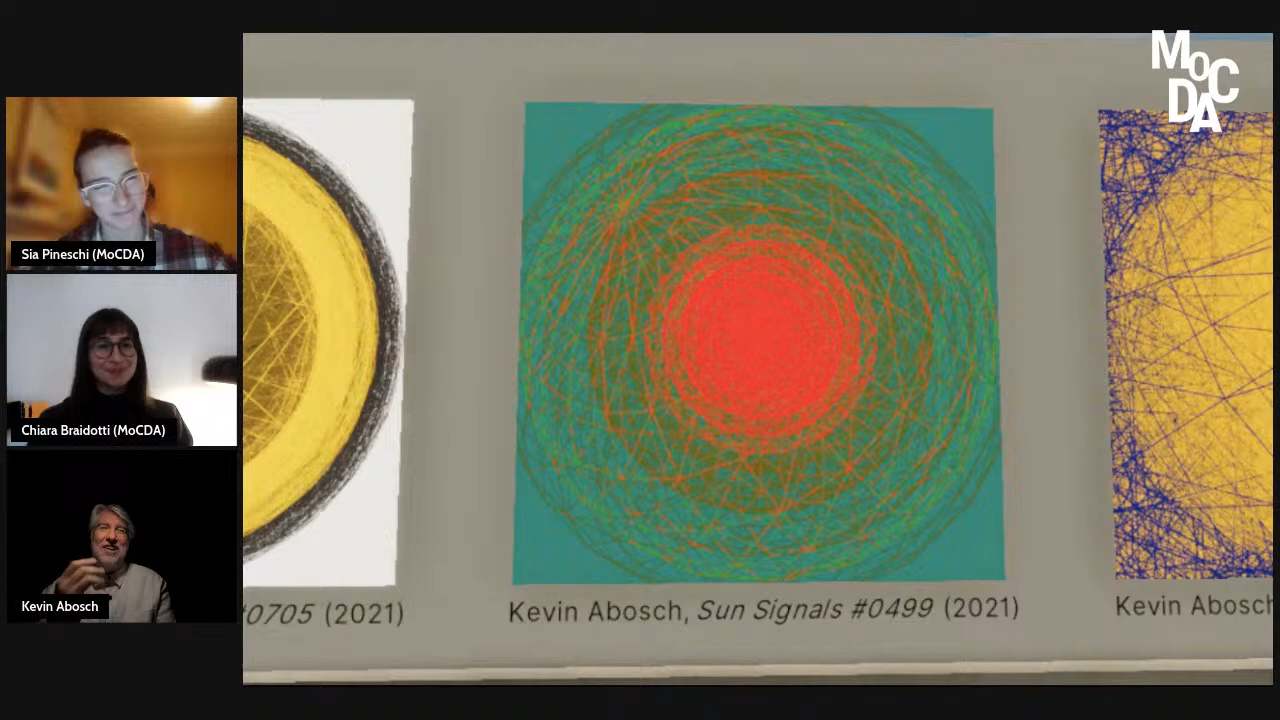 MoCDA
Sia Pineschi (MoCDA)
Chiara Braidotti (MoCDA)
Kevin Abosch
0705 (2021)
Kevin Abosch, Sun Signals #0499 (2021)
Kevin Abosch